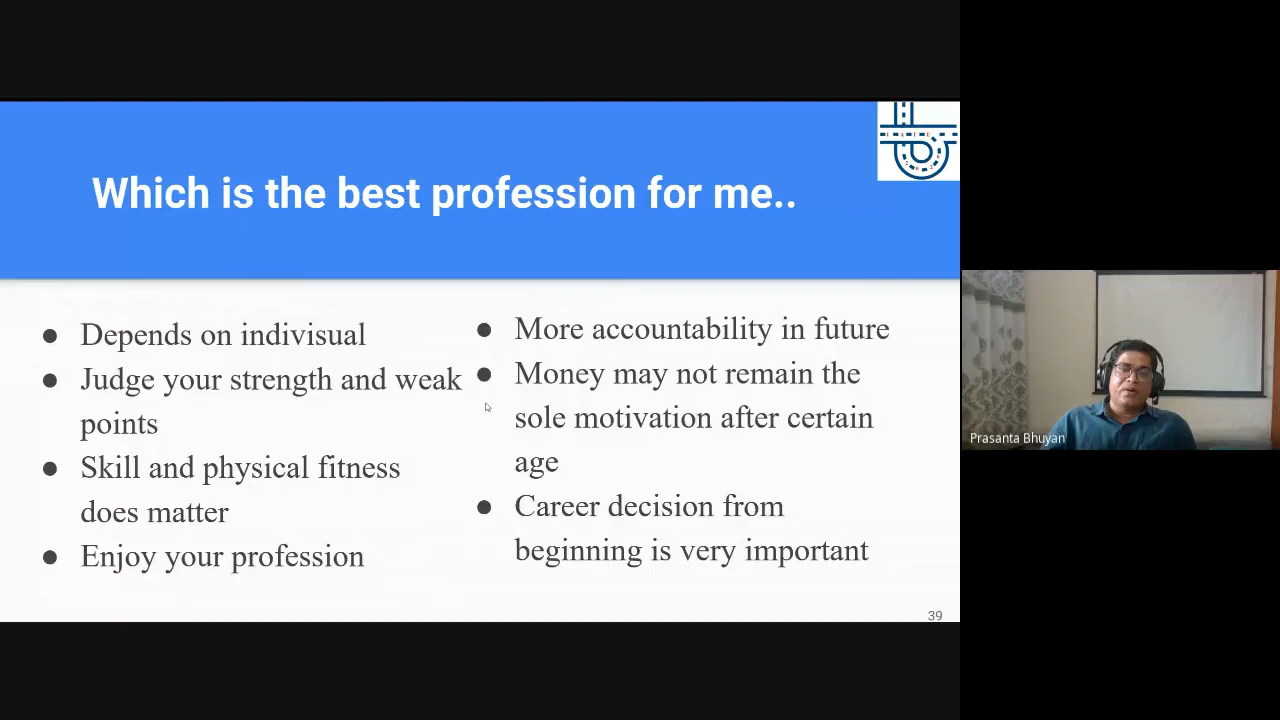 Which is the best profession for me..
Depends on indivisual
Judge your strength and weak
points
Skill and physical fitness
does matter
Enjoy your profession
More accountability in future
Money may not remain the
sole motivation after certain
age
Career decision from
beginning is very important
39
Prasanta Bhuyan